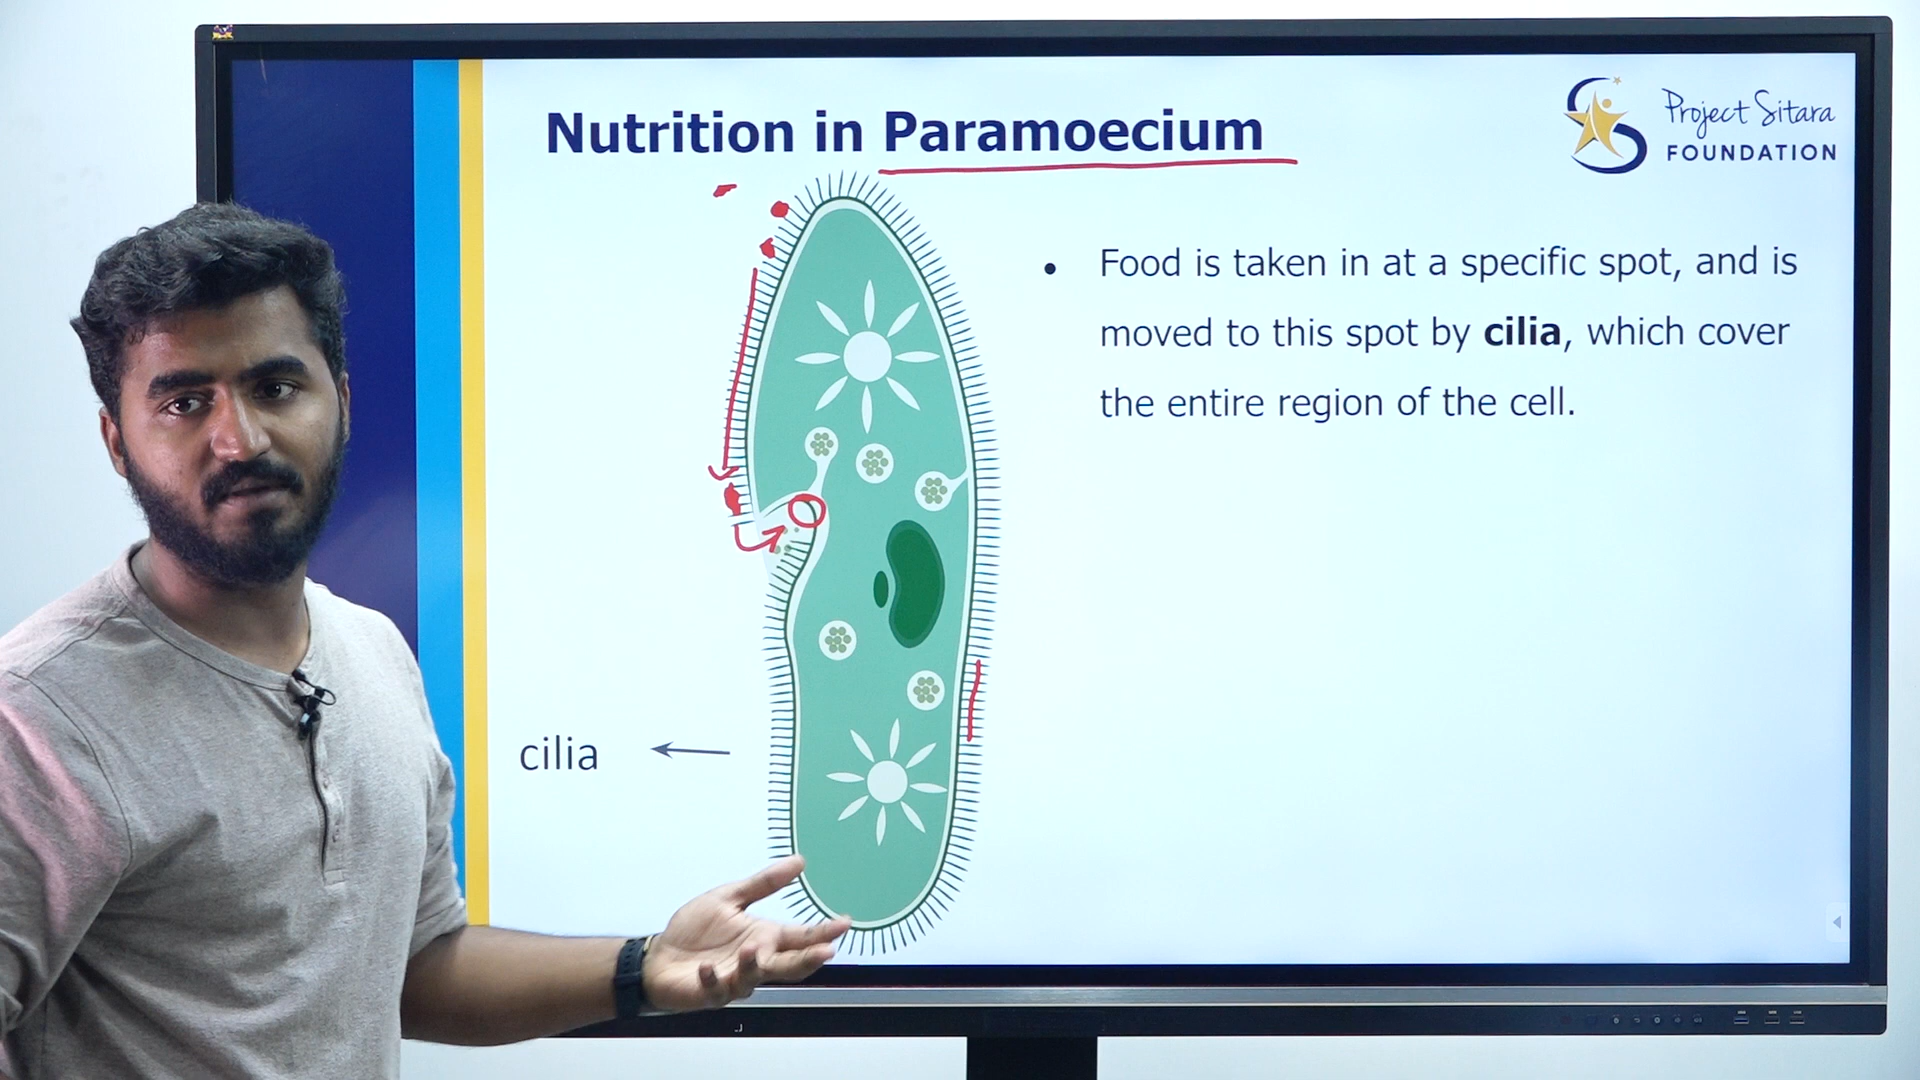 Nutrition in Paramoecium
Project Sitara
FOUNDATION
• Food is taken in at a specific spot, and is
moved to this spot by cilia, which cover
the entire region of the cell.
cilia